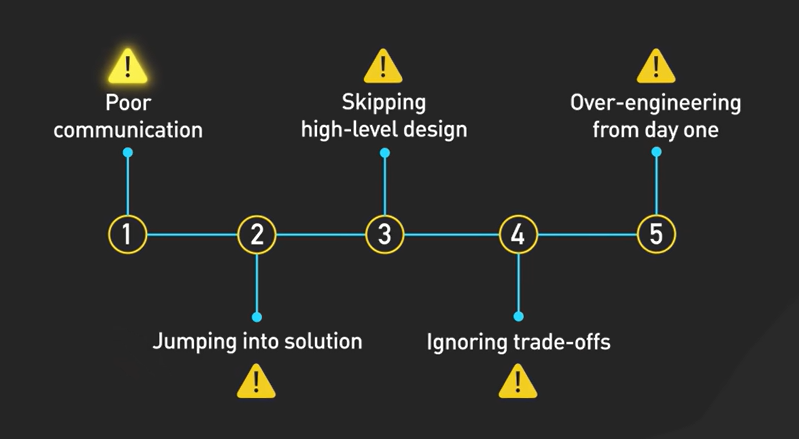 Poor
communication
Skipping
high-level design
Over-engineering
from day one
1
2
3
4
5
Jumping into solution
Ignoring trade-offs